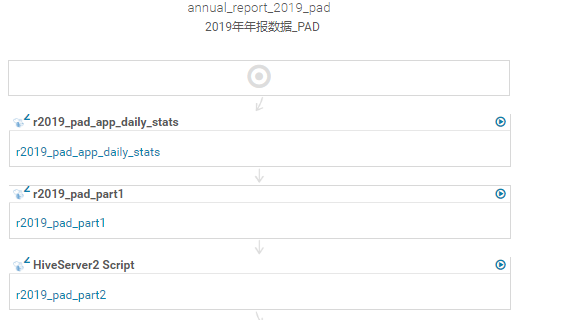 annual_report_2019_pad
2019年年报数据_PAD
r2019_pad_app_daily_stats
r2019_pad_app_daily_stats
r2019_pad_part1
r2019_pad_part1
HiveServer2 Script
r2019_pad_part2